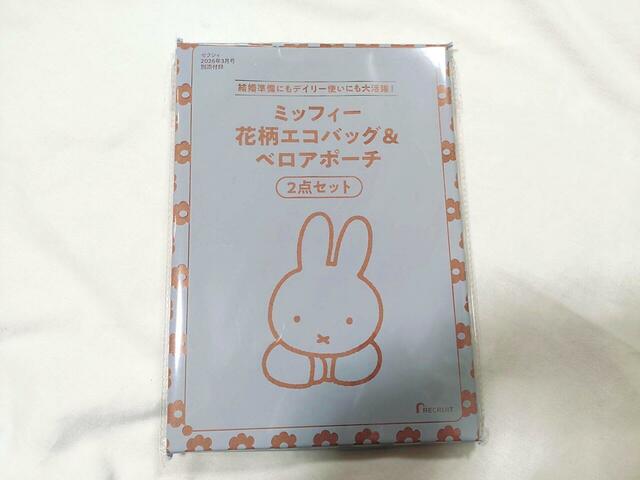 ゼクシィ
2026年3月号
別添付録
結婚準備にもデイリー使いにも大活躍!
ミッフィー
花柄エコバッグ&
ベロアポーチ
2点セット
RECRUIT